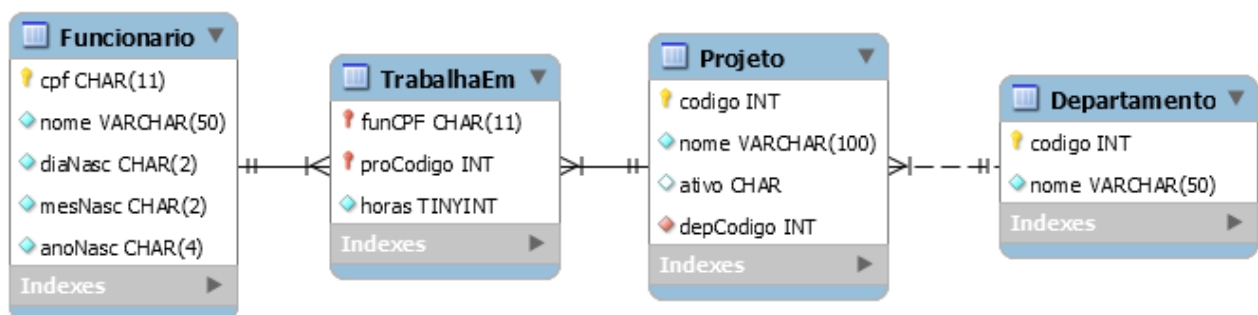 Funcionario
cpf CHAR(11)
nome VARCHAR(50)
diaNasc CHAR(2)
mesNasc CHAR(2)
anoNasc CHAR(4)
Indexes
TrabalhaEm
funCPF CHAR(11)
proCodigo INT
horas TINYINT
Indexes
Projeto
codigo INT
nome VARCHAR(100)
ativo CHAR
depCodigo INT
Indexes
Departamento
codigo INT
nome VARCHAR(50)
Indexes